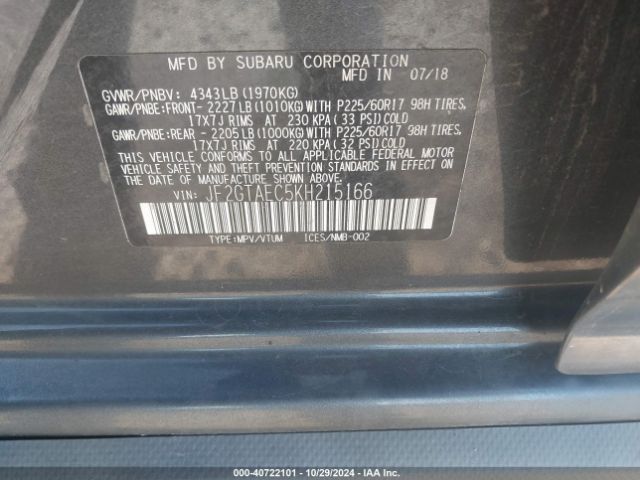 MFD BY SUBARU CORPORATION
MFD IN 07/18
GVWR/PNBV: 4343LB (1970KG)
GAWR/PNBE:FRONT- 2227LB (1010KG) WITH P225/60R17 98H TIRES,
17X7J RIMS AT 230 KPA (33 PSI) COLD
GAWR/PNBE:REAR - 2205LB (1000KG) WITH P225/60R17 98H TIRES,
17X7J RIMS AT 220 KPA (32 PSI) COLD
THIS VEHICLE CONFORMS TO ALL APPLICABLE FEDERAL MOTOR
VEHICLE SAFETY AND BUMPER STANDARDS IN EFFECT
ON THE DATE OF MANUFACTURE SHOWN ABOVE.
VIN: JF2GTAEC5KH215166
TYPE:MPV/VTUM ICES/NMB-002
000-40722101 - 10/29/2024 - IAA, Inc.